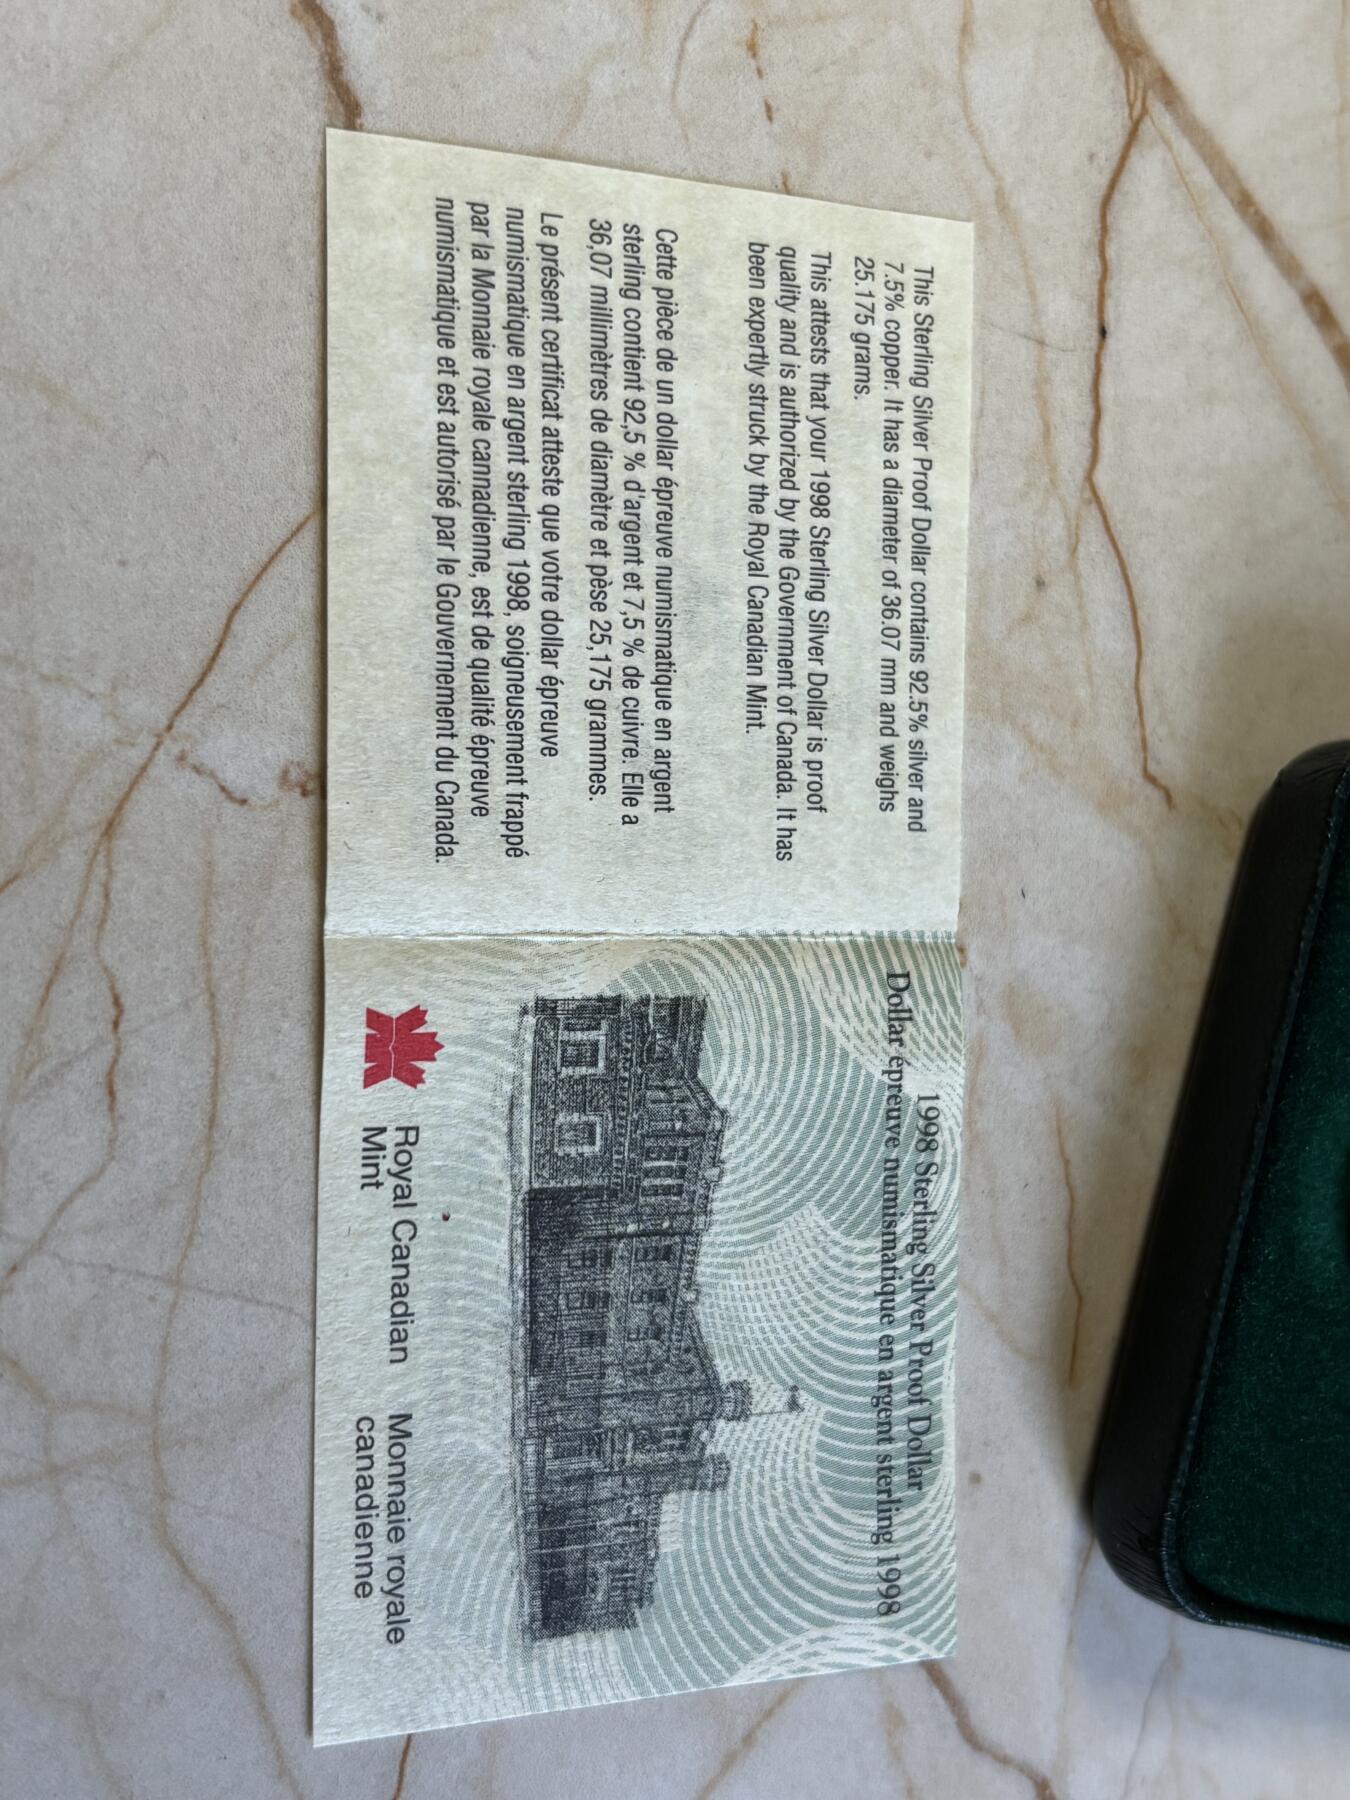 This Sterling Silver Proof Dollar contains 92.5% silver and
7.5% copper. It has a diameter of 36.07 mm and weighs
25.175 grams.
This attests that your 1998 Sterling Silver Dollar is proof
quality and is authorized by the Government of Canada. It has
been expertly struck by the Royal Canadian Mint.
Cette pièce de un dollar épreuve numismatique en argent
sterling contient 92,5 % d'argent et 7,5 % de cuivre. Elle a
36,07 millimètres de diamètre et pèse 25,175 grammes.
Le présent certificat atteste que votre dollar épreuve
numismatique en argent sterling 1998, soigneusement frappé
par la Monnaie royale cannadienne, est de qualité épreuve
numismatique et est autorisé par le Gouvernement du Canada.
1998 Sterling Silver Proof Dollar
Dollar épreuve numismatique en argent sterling 1998
Royal Canadian
Mint
Monnaie royale
canadienne